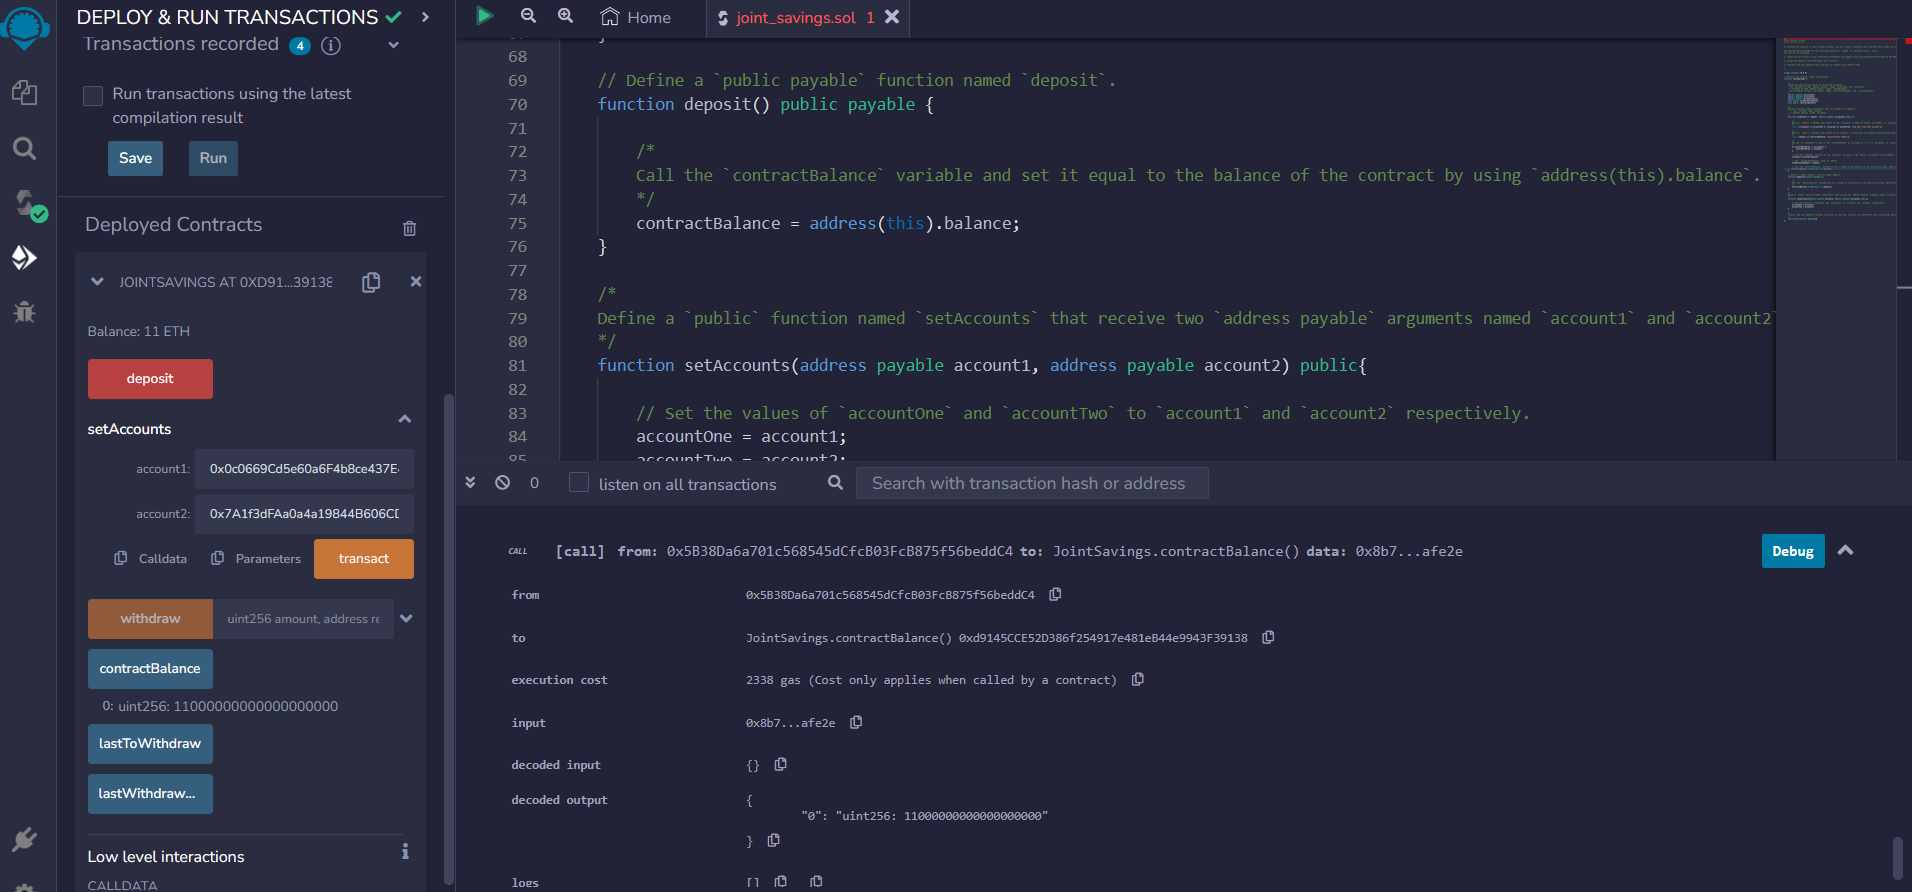 DEPLOY & RUN TRANSACTIONS
Transactions recorded 4 i
Run transactions using the latest
compilation result
Save Run
Deployed Contracts
JOINTSAVINGS AT 0XD91...39138
Balance: 11 ETH
deposit
setAccounts
account1: 0x0c0669Cd5e60a6F4b8ce437E
account2: 0x7A1f3dFAa0a4a19844B606CD
Calldata Parameters transact
withdraw uint256 amount, address re
contractBalance
0: uint256: 11000000000000000000
lastToWithdraw
lastWithdraw...
Low level interactions i
CALLDATA
Home joint_savings.sol 1
68
69 // Define a `public payable` function named `deposit`.
70 function deposit() public payable {
71
72 /*
73 Call the `contractBalance` variable and set it equal to the balance of the contract by using `address(this).balance`.
74 */
75 contractBalance = address(this).balance;
76 }
77
78 /*
79 Define a `public` function named `setAccounts` that receive two `address payable` arguments named `account1` and `account2`
80 */
81 function setAccounts(address payable account1, address payable account2) public{
82
83 // Set the values of `accountOne` and `accountTwo` to `account1` and `account2` respectively.
84 accountOne = account1;
85 accountTwo = account2;
0 listen on all transactions Search with transaction hash or address
CALL [call] from: 0x5B38Da6a701c568545dCfcB03FcB875f56beddC4 to: JointSavings.contractBalance() data: 0x8b7...afe2e Debug
from 0x5B38Da6a701c568545dCfcB03FcB875f56beddC4
to JointSavings.contractBalance() 0xd9145CCE52D386f254917e481eB44e9943F39138
execution cost 2338 gas (Cost only applies when called by a contract)
input 0x8b7...afe2e
decoded input {}
decoded output {
"0": "uint256: 11000000000000000000"
}
logs []